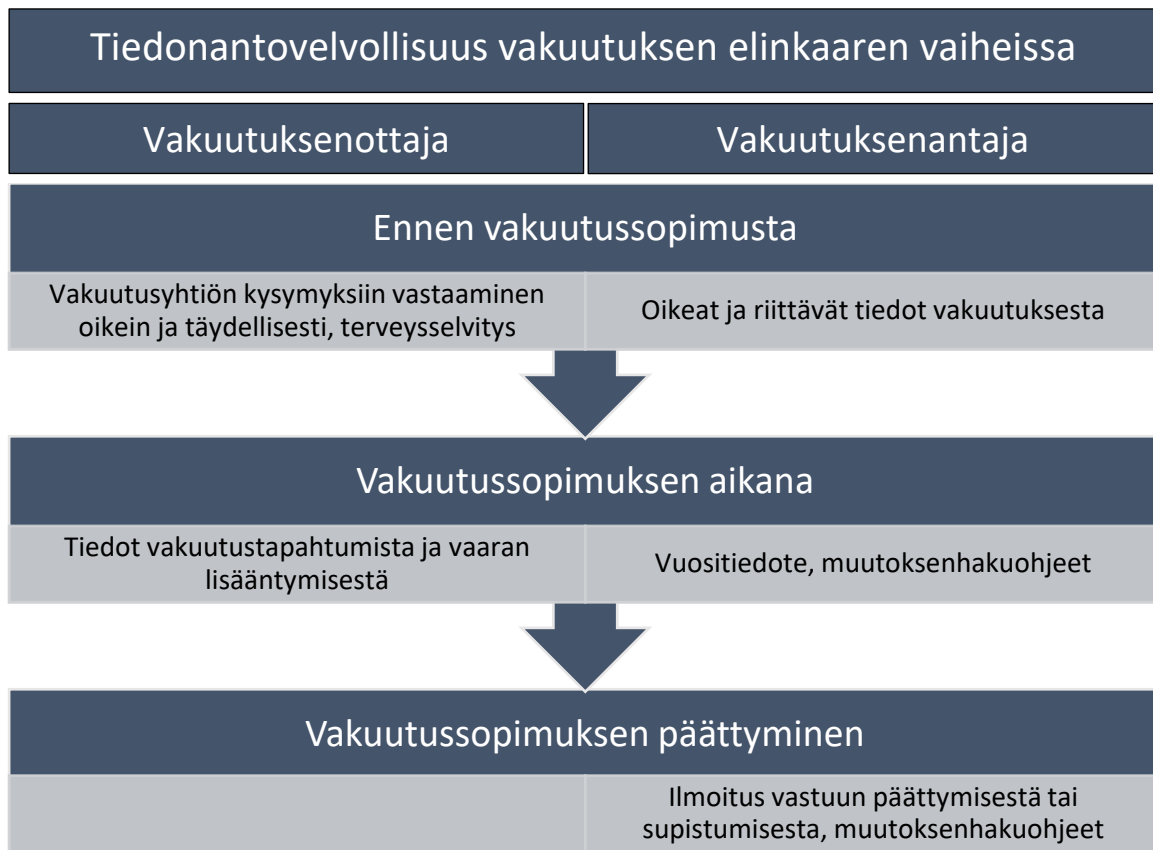 Tiedonantovelvollisuus vakuutuksen elinkaaren vaiheissa
Vakuutuksenottaja
Vakuutuksenantaja
Ennen vakuutussopimusta
Vakuutusyhtiön kysymyksiin vastaaminen
oikein ja täydellisesti, terveysselvitys
Oikeat ja riittävät tiedot vakuutuksesta
Vakuutussopimuksen aikana
Tiedot vakuutustapahtumista ja vaaran
lisääntymisestä
Vuositiedote, muutoksenhakuohjeet
Vakuutussopimuksen päättyminen
Ilmoitus vastuun päättymisestä tai
supistumisesta, muutoksenhakuohjeet